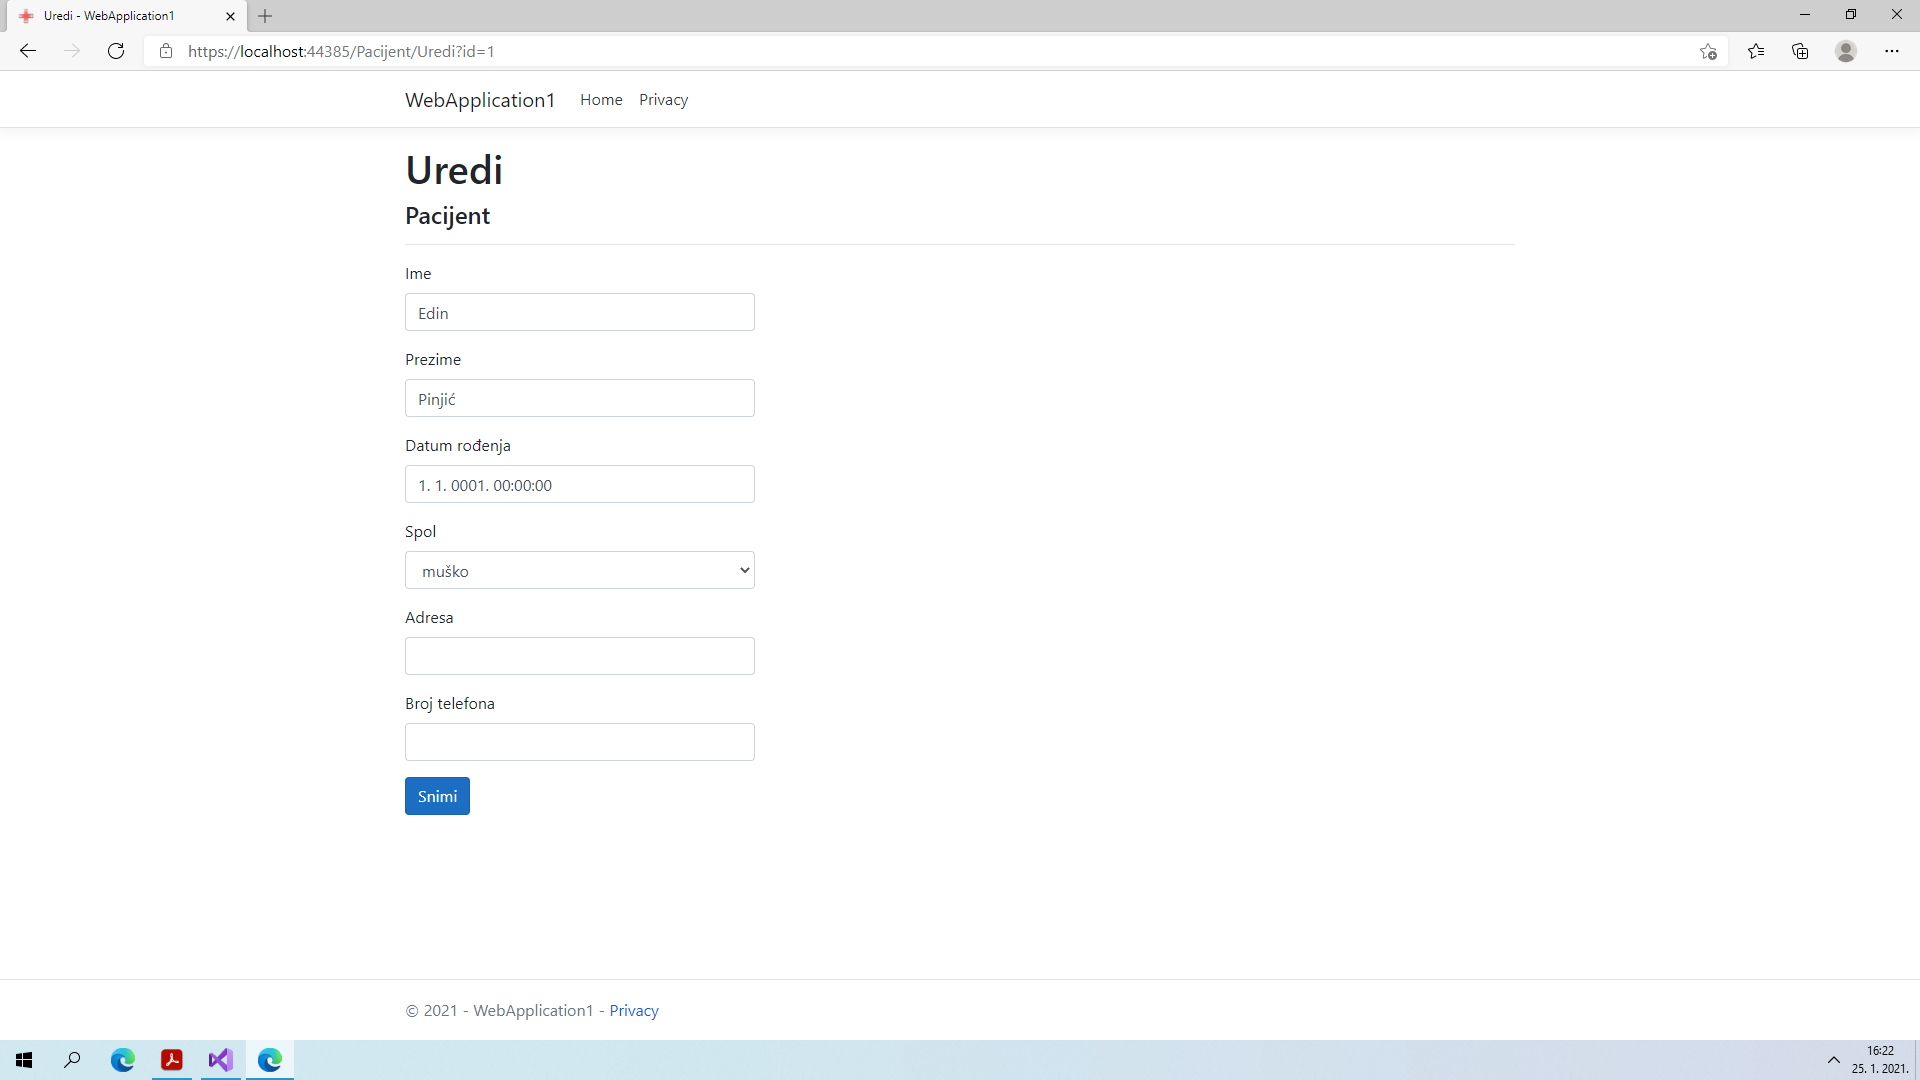 Uredi - WebApplication1
https://localhost:44385/Pacijent/Uredi?id=1
WebApplication1 Home Privacy
Uredi
Pacijent
Ime
Edin
Prezime
Pinjić
Datum rođenja
1. 1. 0001. 00:00:00
Spol
muško
Adresa
Broj telefona
Snimi
© 2021 - WebApplication1 - Privacy
16:22
25. 1. 2021.